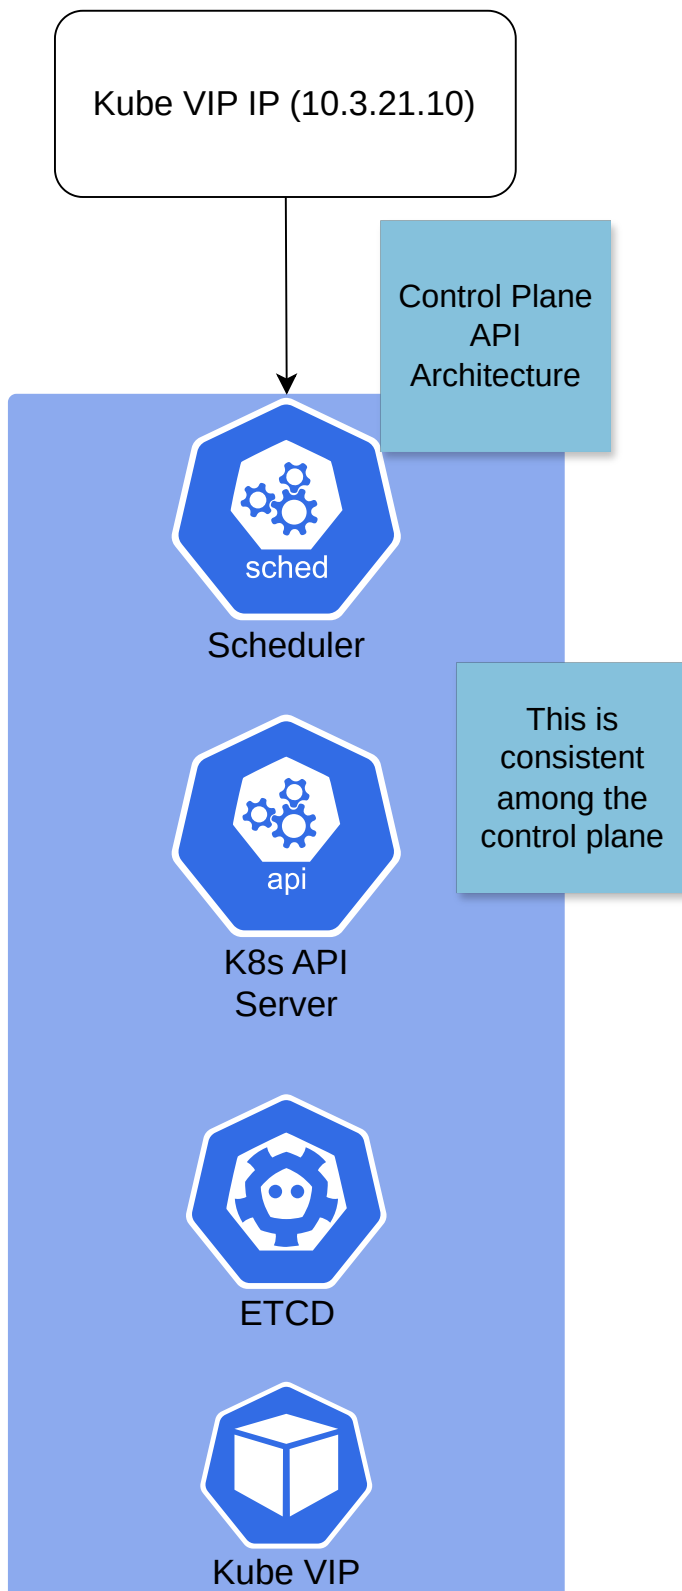 Kube VIP IP (10.3.21.10)
Control Plane
API
Architecture
sched
Scheduler
This is
consistent
among the
control plane
api
K8s API
Server
ETCD
Kube VIP